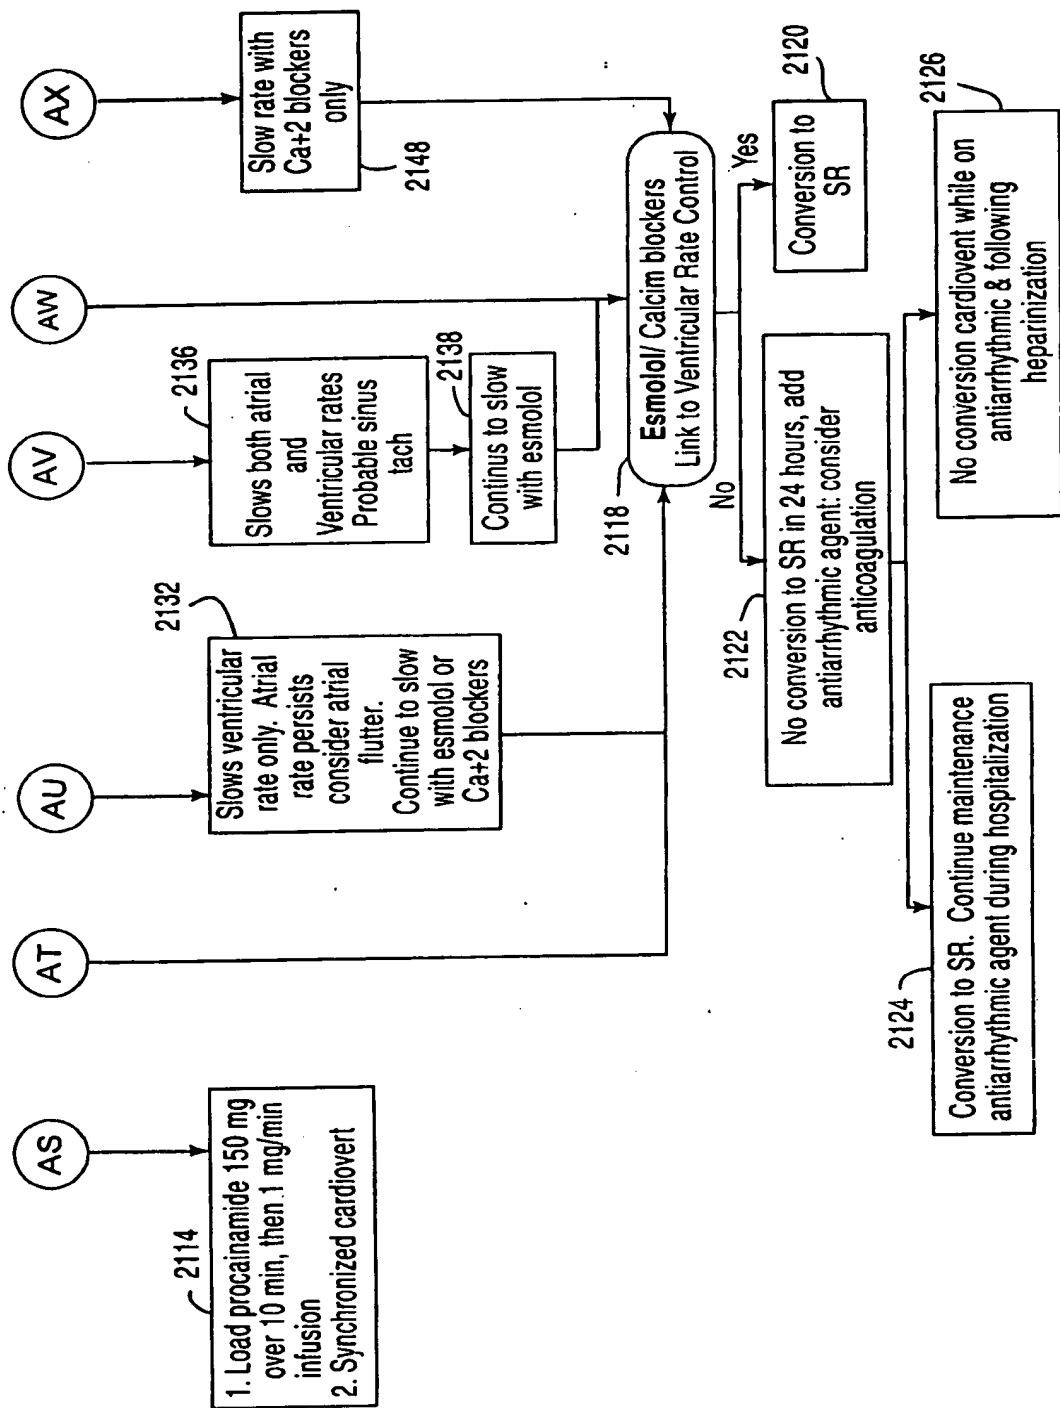 AS
AT
AU
AV
AW
AX
2114
1. Load procainamide 150 mg
over 10 min, then 1 mg/min
infusion
2. Synchronized cardiovert
2132
Slows ventricular
rate only. Atrial
rate persists
consider atrial
flutter.
Continue to slow
with esmolol or
Ca+2 blockers
2136
Slows both atrial
and
Ventricular rates
Probable sinus
tach
2138
Continus to slow
with esmolol
Slow rate with
Ca+2 blockers
only
2148
2118
Esmolol/ Calcim blockers
Link to Ventricular Rate Control
No
Yes
2122
No conversion to SR in 24 hours, add
antiarrhythmic agent: consider
anticoagulation
2120
Conversion to
SR
2124
Conversion to SR. Continue maintenance
antiarrhythmic agent during hospitalization
2126
No conversion cardiovent while on
antiarrhythmic & following
heparinization